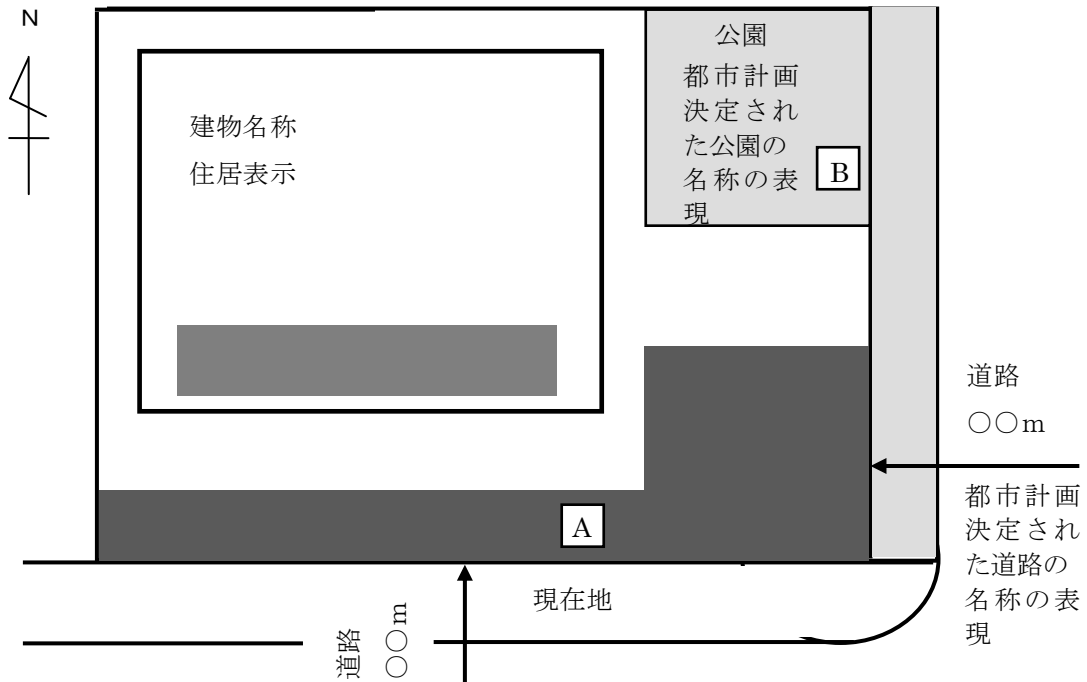 N
公園
都市計画
決定され
た公園の
名称の表
現
建物名称
住居表示
B
道路
〇〇m
A
都市計画
決定され
た道路の
名称の表
現
現在地
道路
〇〇m